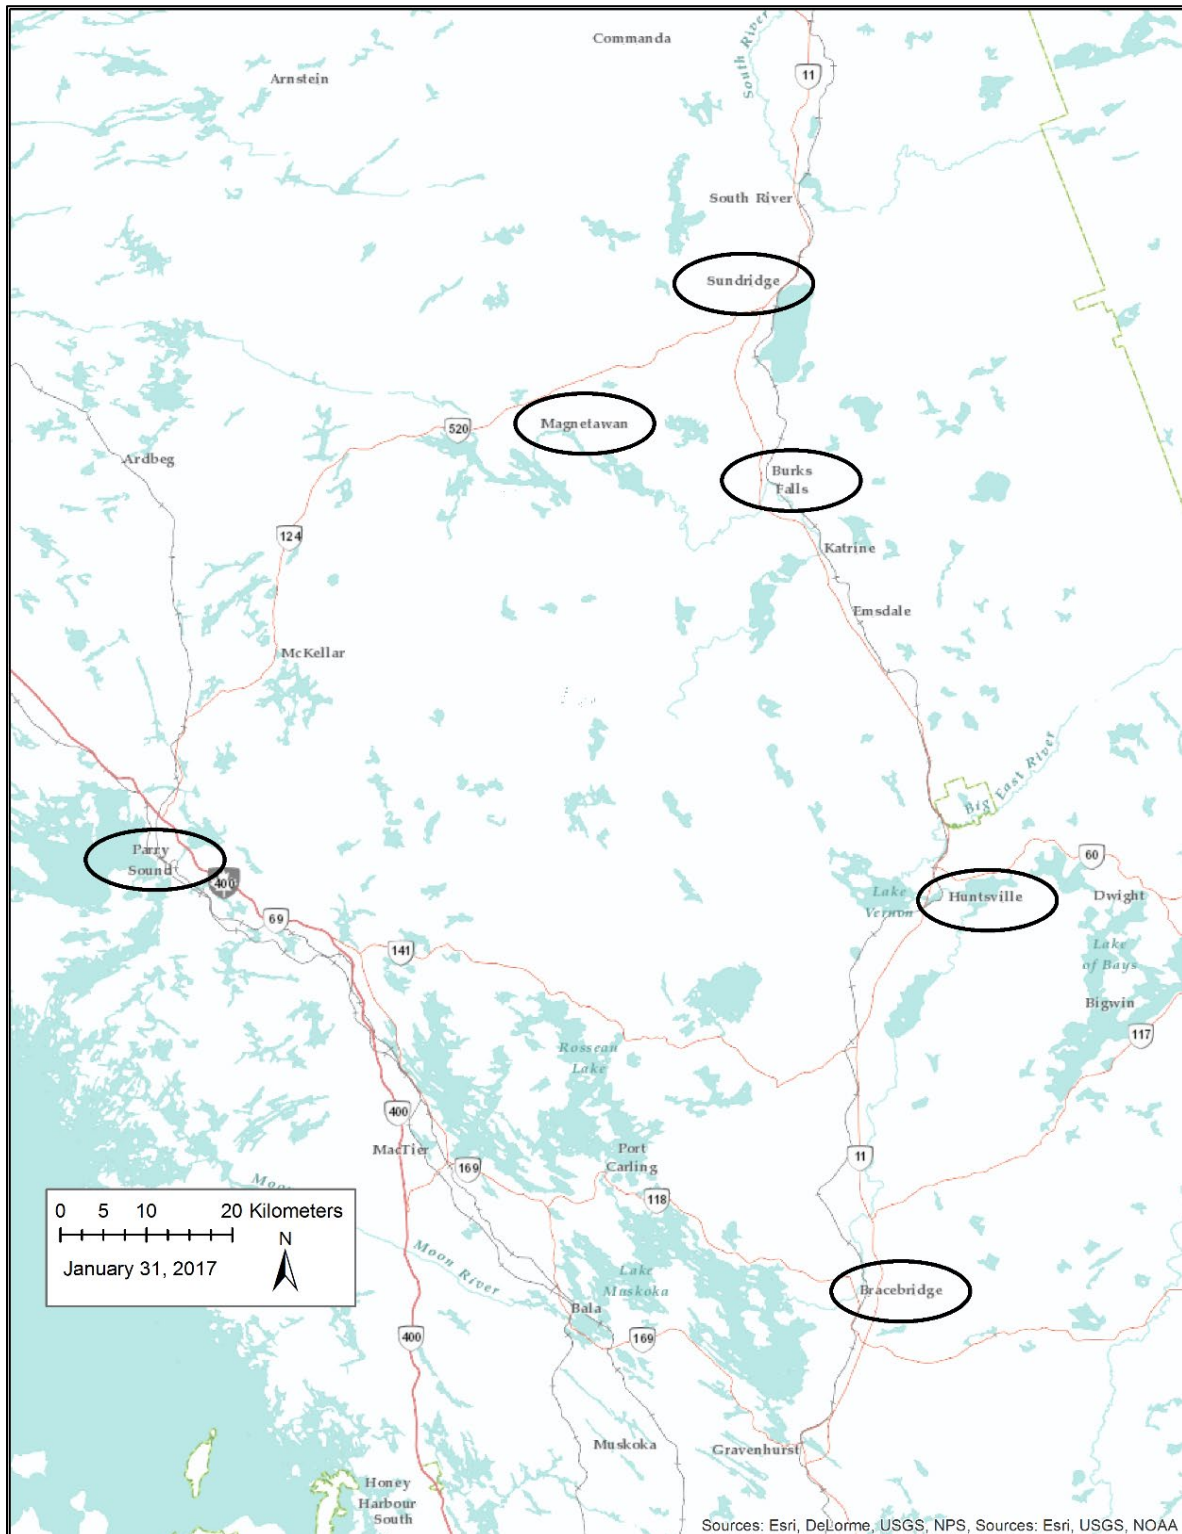 Commanda
South River
11
Arnstein
South River
Sundridge
Magnetawan
520
Burks
Falls
Ardbeg
124
Katrine
Emsdale
McKellar
Big East River
Parry
Sound
400
60
Lake
Vernon
Huntsville
Dwight
69
141
Lake
of Bays
Bigwin
117
Rosseau
Lake
400
MacTier
Port
Carling
11
169
118
0 5 10 20 Kilometers
N
January 31, 2017
Moon River
Lake
Muskoka
Bracebridge
Bala
400
169
Muskoka
Gravenhurst
Honey
Harbour
South
Sources: Esri, DeLorme, USGS, NPS, Sources: Esri, USGS, NOAA